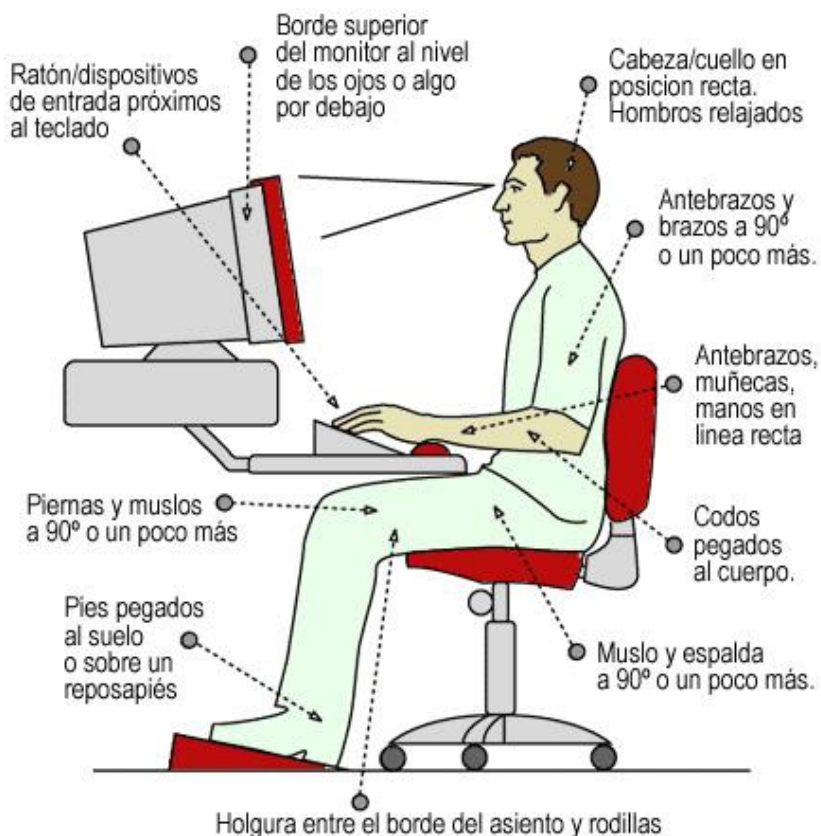 Borde superior
del monitor al nivel
de los ojos o algo
por debajo
Ratón/dispositivos
de entrada próximos
al teclado
Cabeza/cuello en
posicion recta.
Hombros relajados
Antebrazos y
brazos a 90º
o un poco más.
Antebrazos,
muñecas,
manos en
linea recta
Piernas y muslos
a 90º o un poco más
Codos
pegados
al cuerpo.
Pies pegados
al suelo
o sobre un
reposapiés
Muslo y espalda
a 90º o un poco más.
Holgura entre el borde del asiento y rodillas